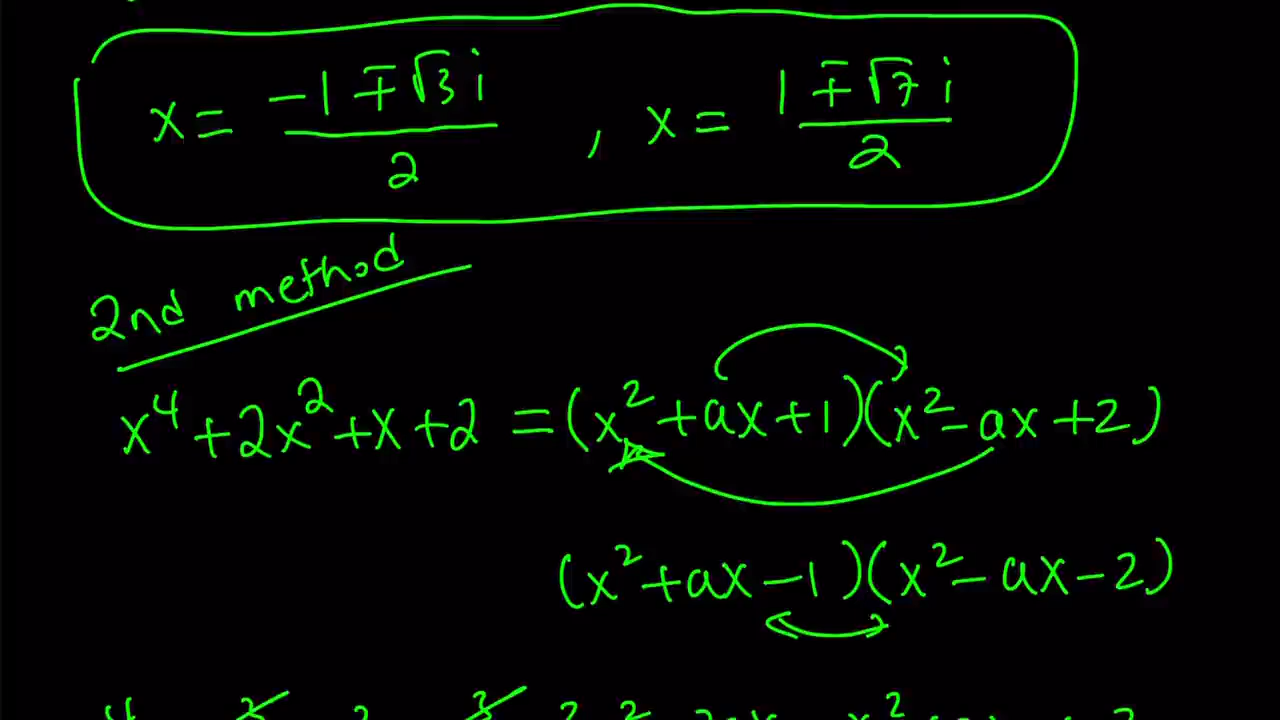 x = (-1 ∓ √3 i)/2 , x = (1 ∓ √7 i)/2
2nd method
x⁴ + 2x² + x + 2 = (x² + ax + 1)(x² - ax + 2)
(x² + ax - 1)(x² - ax - 2)